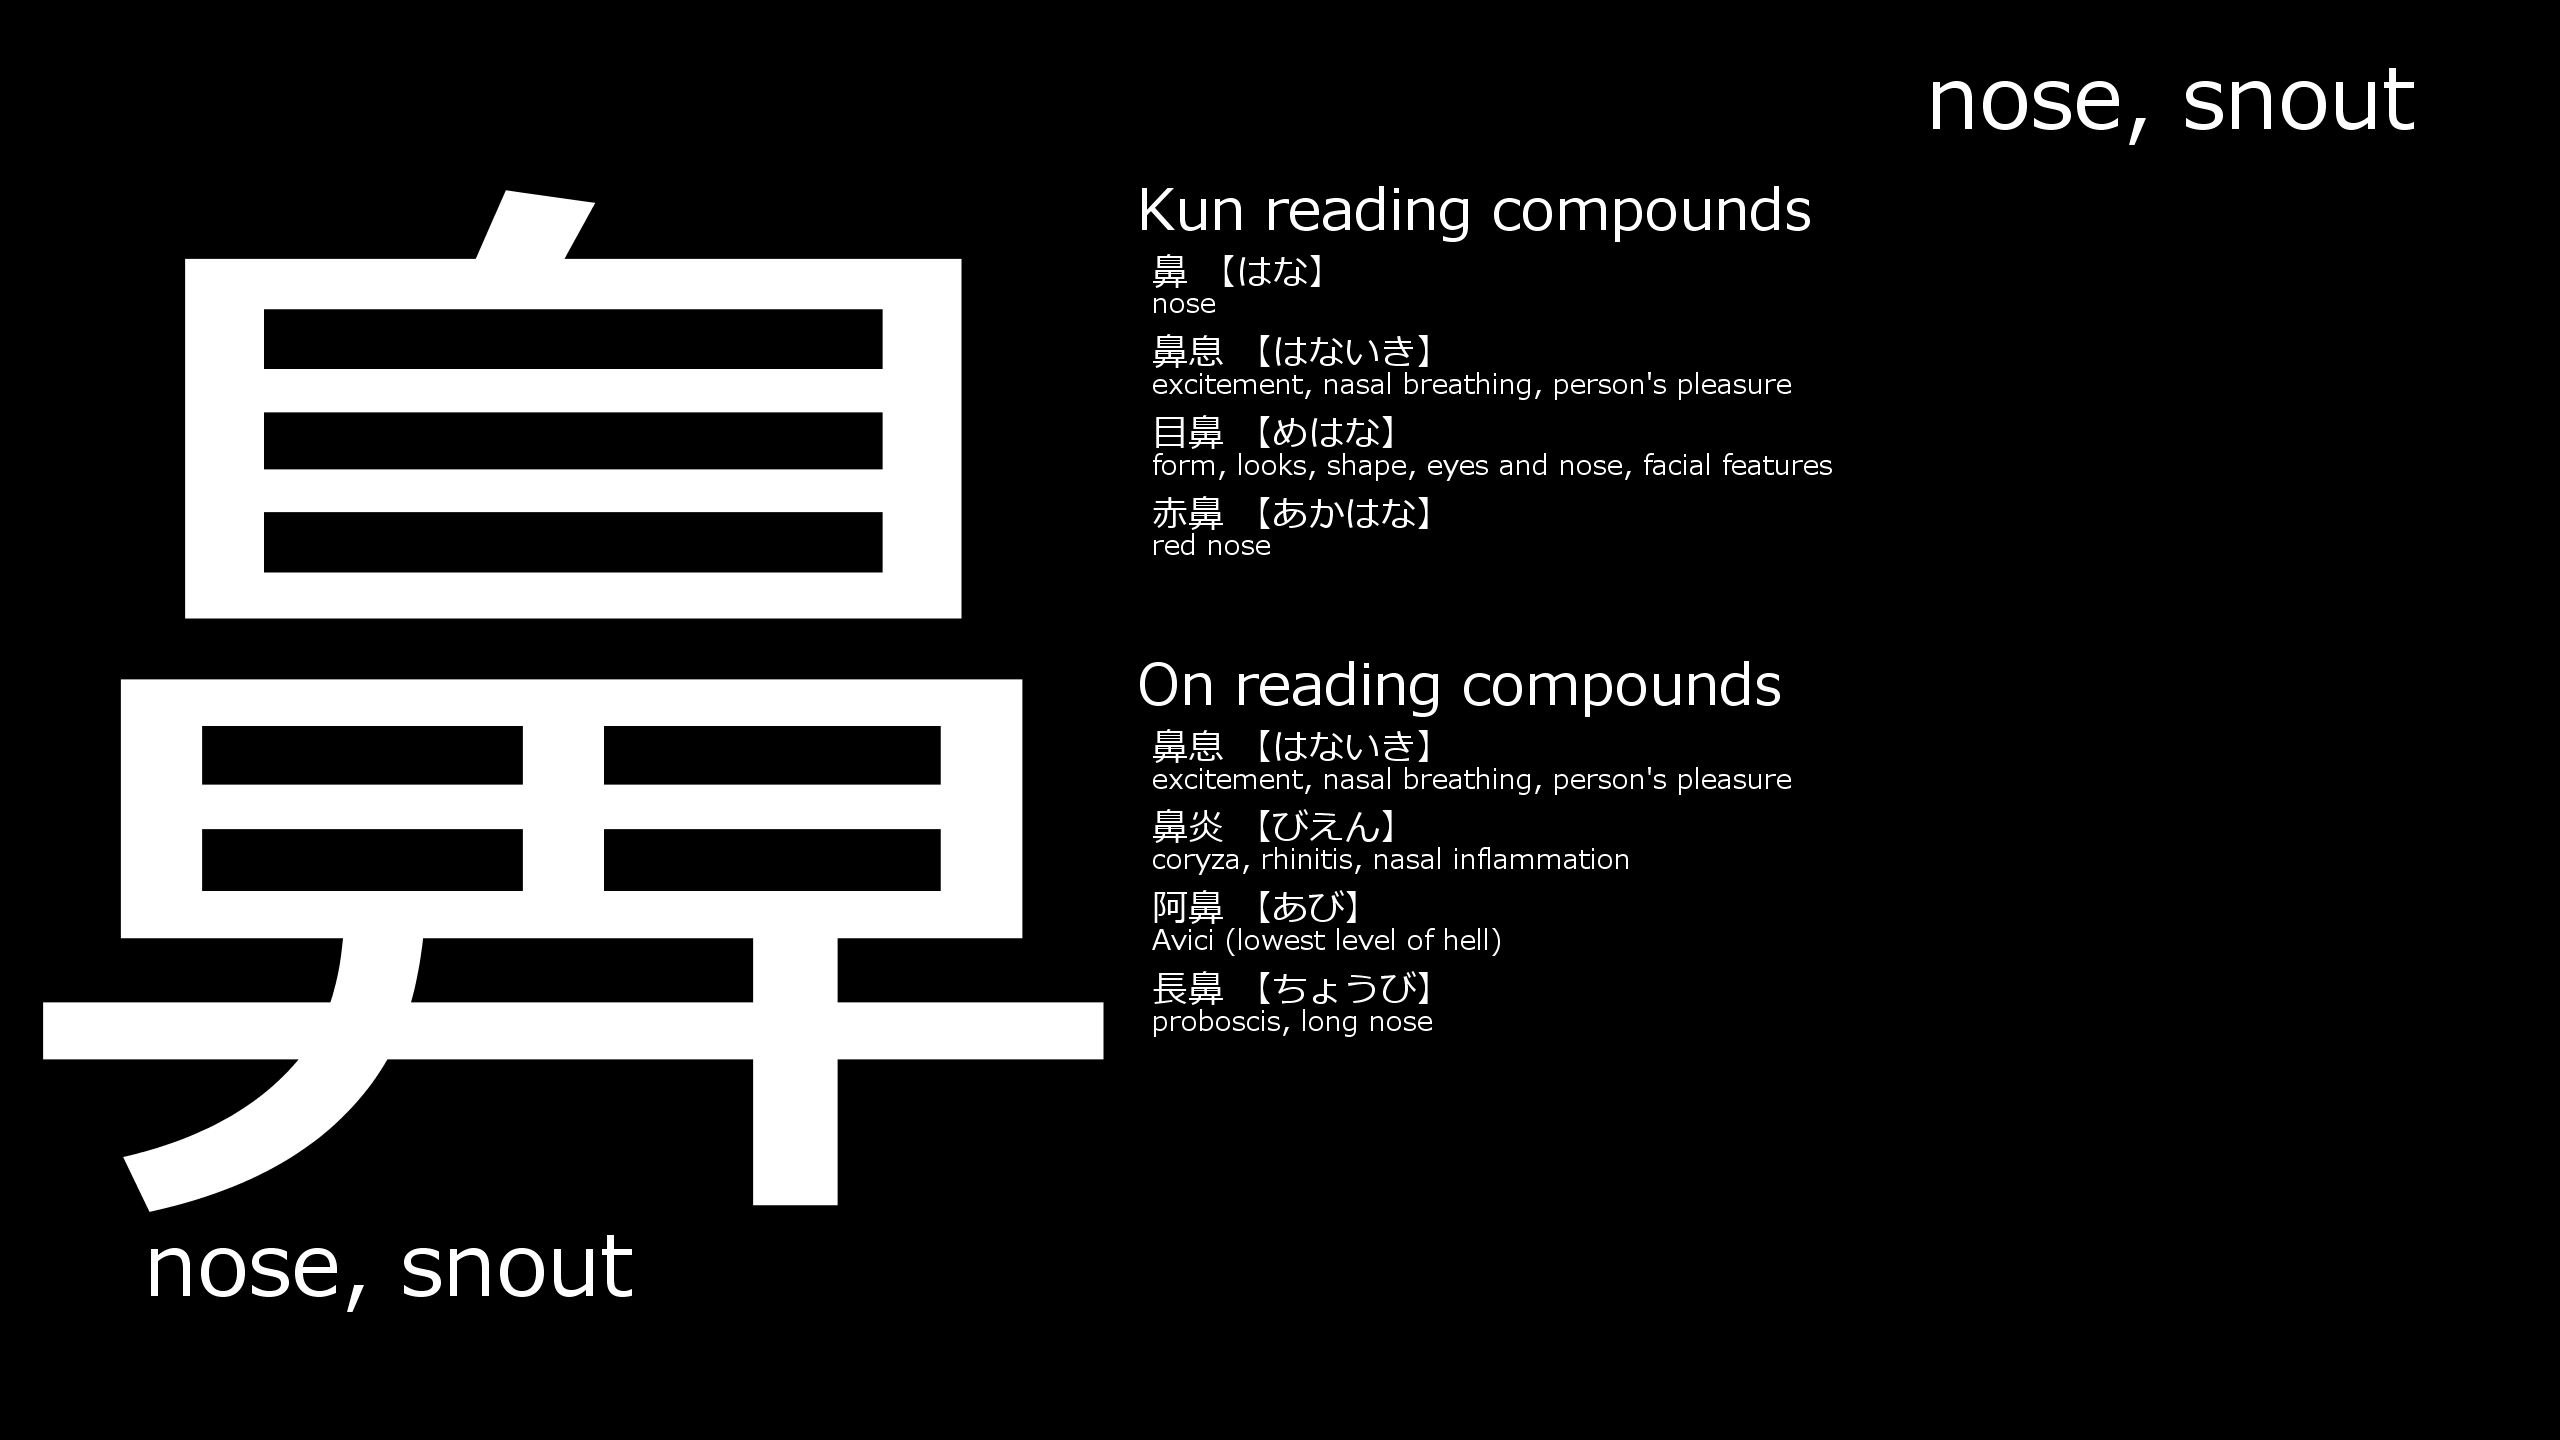 nose, snout
鼻
nose, snout
Kun reading compounds
鼻 【はな】
nose
鼻息 【はないき】
excitement, nasal breathing, person's pleasure
目鼻 【めはな】
form, looks, shape, eyes and nose, facial features
赤鼻 【あかはな】
red nose
On reading compounds
鼻息 【はないき】
excitement, nasal breathing, person's pleasure
鼻炎 【びえん】
coryza, rhinitis, nasal inflammation
阿鼻 【あび】
Avici (lowest level of hell)
長鼻 【ちょうび】
proboscis, long nose